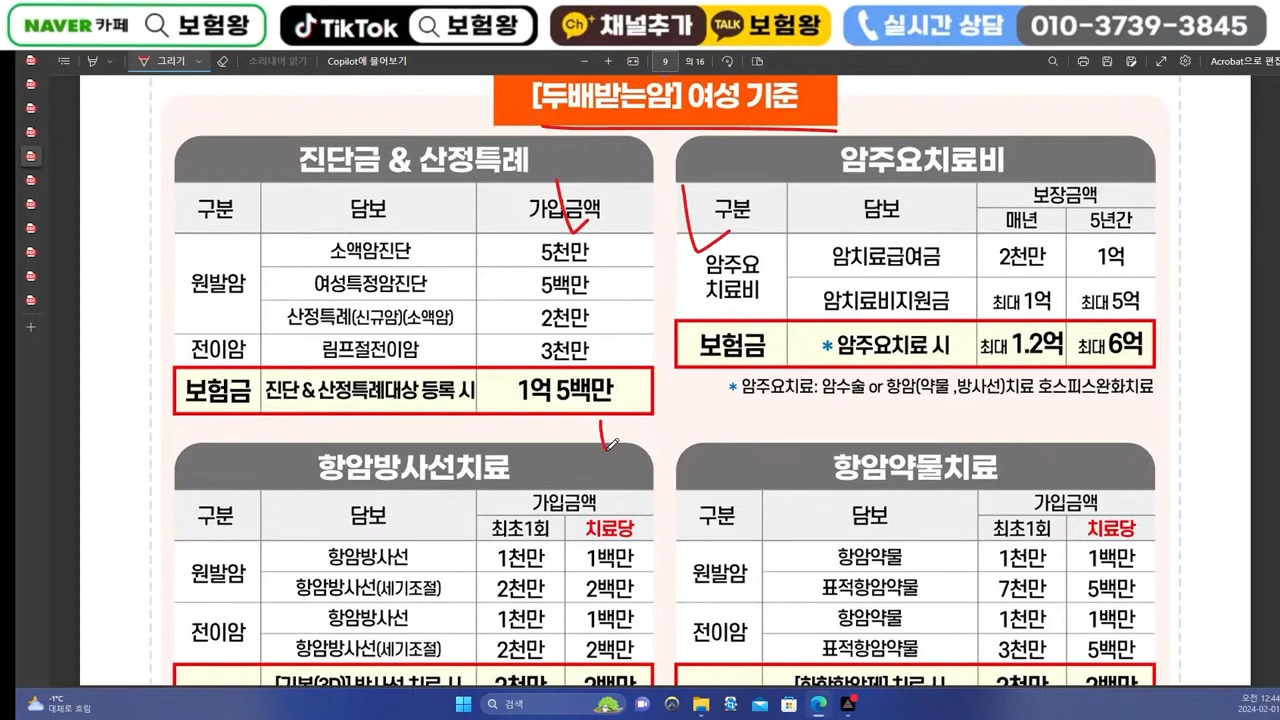 NAVER 카페 보험왕 TikTok 보험왕 Ch+ 채널추가 TALK 보험왕 실시간 상담 010-3739-3845
그리기 소리내어 읽기 Copilot에 물어보기 9 의 16 Acrobat으로 편집
[두배받는암] 여성 기준
진단금 & 산정특례
구분 담보 가입금액
원발암
소액암진단 5천만
여성특정암진단 5백만
산정특례(신규암)(소액암) 2천만
전이암 림프절전이암 3천만
보험금 진단 & 산정특례대상 등록 시 1억 5백만
암주요치료비
구분 담보 보장금액
매년 5년간
암주요
치료비
암치료급여금 2천만 1억
암치료비지원금 최대 1억 최대 5억
보험금 * 암주요치료 시 최대 1.2억 최대 6억
* 암주요치료: 암수술 or 항암(약물 ,방사선)치료 호스피스완화치료
항암방사선치료
구분 담보 가입금액
최초1회 치료당
원발암
항암방사선 1천만 1백만
항암방사선(세기조절) 2천만 2백만
전이암
항암방사선 1천만 1백만
항암방사선(세기조절) 2천만 2백만
항암약물치료
구분 담보 가입금액
최초1회 치료당
원발암
항암약물 1천만 1백만
표적항암약물 7천만 5백만
전이암
항암약물 1천만 1백만
표적항암약물 3천만 5백만
-1°C
대체로 흐림
검색
오전 12:44
2024-02-01